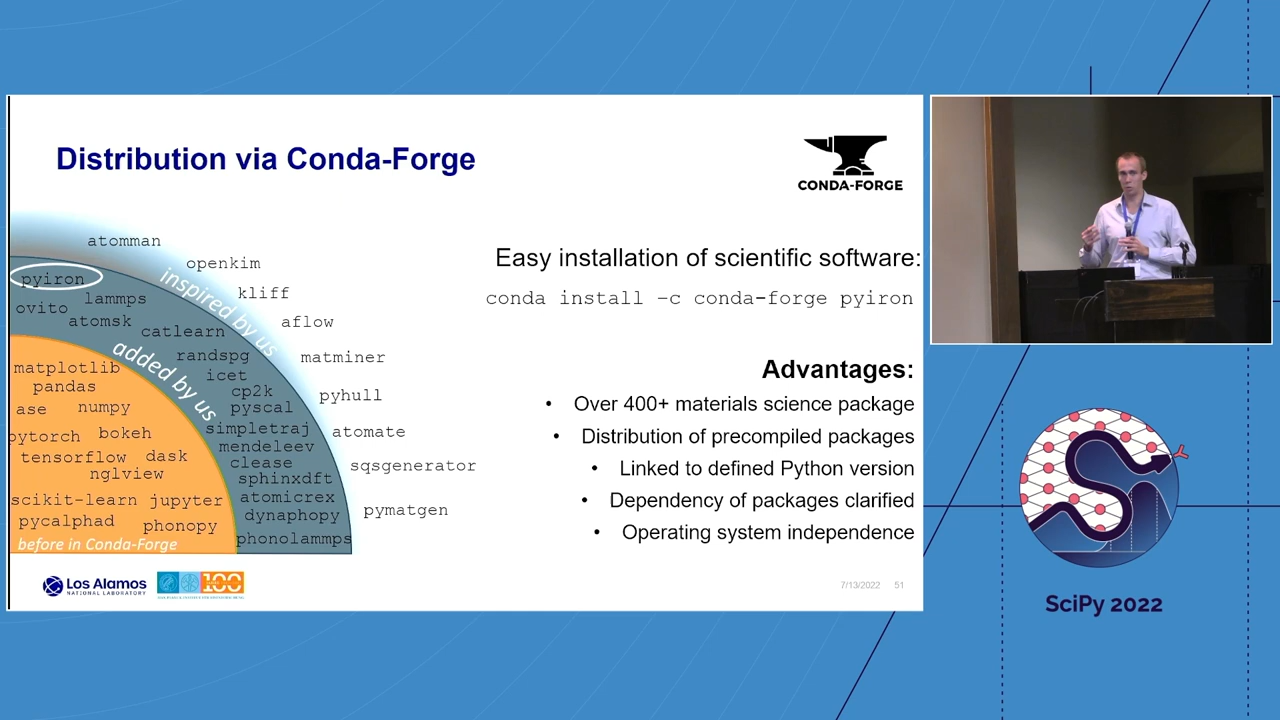 Distribution via Conda-Forge
CONDA-FORGE
atomman
openkim
kliff
aflow
matminer
pyhull
atomate
sqsgenerator
pymatgen
inspired by us
pyiron
ovito
lammps
atomsk
catlearn
randspg
icet
cp2k
pyscal
simpletraj
mendeleev
clease
sphinxdft
atomicrex
dynaphopy
phonolammps
added by us
matplotlib
pandas
ase numpy
pytorch bokeh
tensorflow dask
nglview
scikit-learn jupyter
pycalphad phonopy
before in Conda-Forge
Easy installation of scientific software:
conda install –c conda-forge pyiron
Advantages:
• Over 400+ materials science package
• Distribution of precompiled packages
• Linked to defined Python version
• Dependency of packages clarified
• Operating system independence
Los Alamos
NATIONAL LABORATORY
100
7/13/2022 51
SciPy 2022